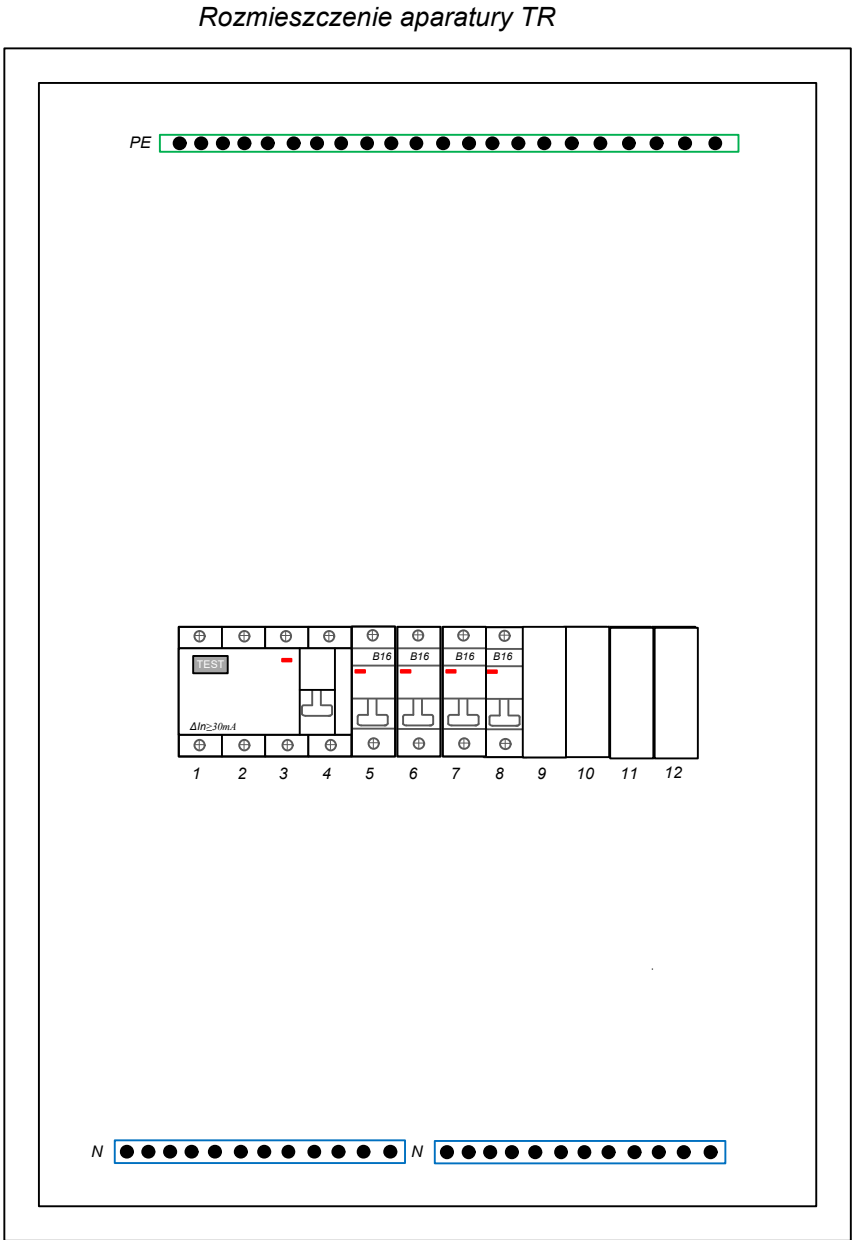 Rozmieszczenie aparatury TR
PE
B16 B16 B16 B16
TEST
ΔIn≥30mA
1 2 3 4 5 6 7 8 9 10 11 12
N N